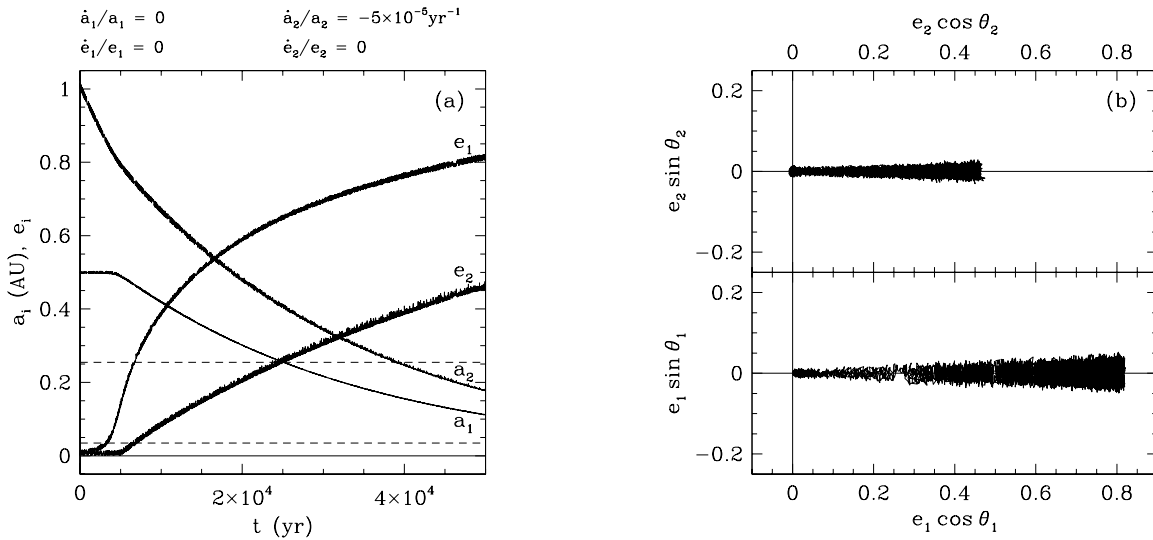 ȧ₁/a₁ = 0 ȧ₂/a₂ = −5×10⁻⁵yr⁻¹
ė₁/e₁ = 0 ė₂/e₂ = 0
(a)
1
0.8
0.6
0.4
0.2
0
a_i (AU), e_i
e₁
e₂
a₂
a₁
0 2×10⁴ 4×10⁴
t (yr)
e₂ cos θ₂
0 0.2 0.4 0.6 0.8
(b)
0.2
0
−0.2
e₂ sin θ₂
0.2
0
−0.2
e₁ sin θ₁
0 0.2 0.4 0.6 0.8
e₁ cos θ₁